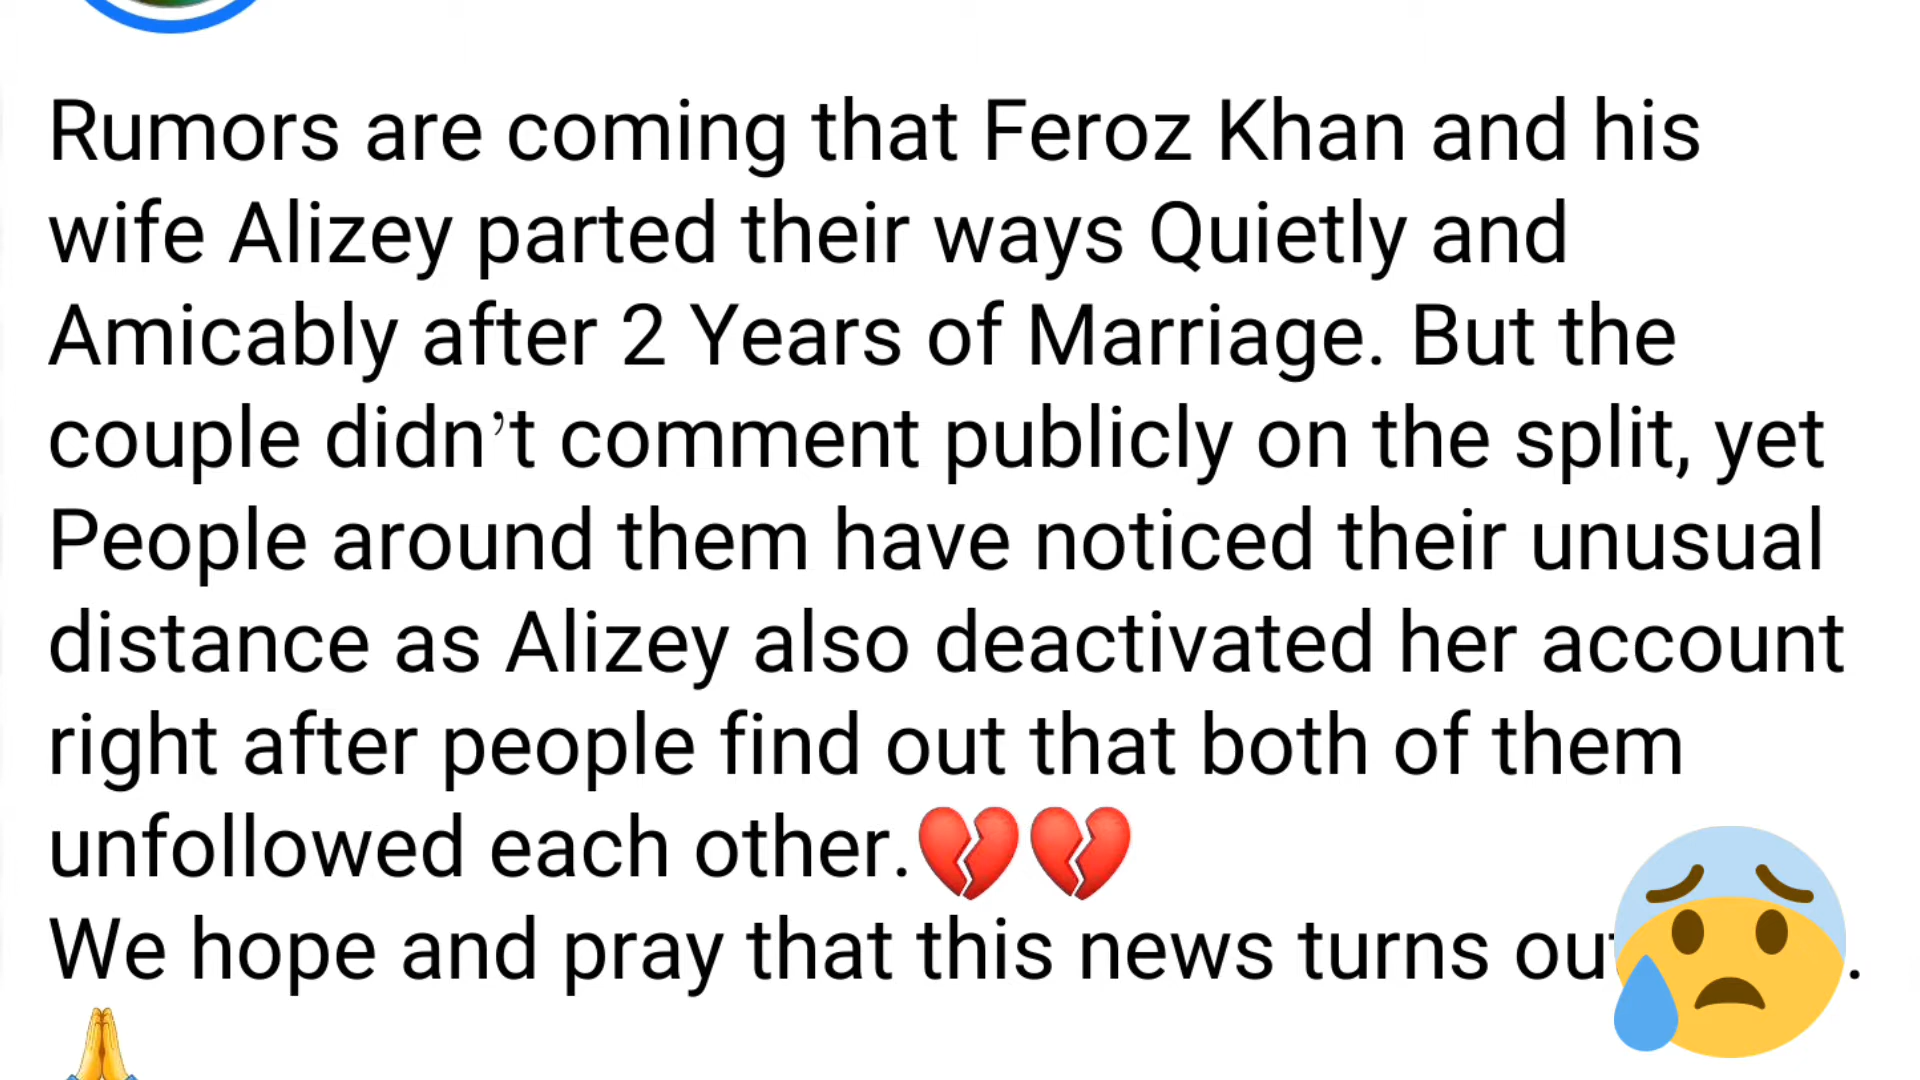 Rumors are coming that Feroz Khan and his
wife Alizey parted their ways Quietly and
Amicably after 2 Years of Marriage. But the
couple didn’t comment publicly on the split, yet
People around them have noticed their unusual
distance as Alizey also deactivated her account
right after people find out that both of them
unfollowed each other.💔💔
We hope and pray that this news turns
🙏